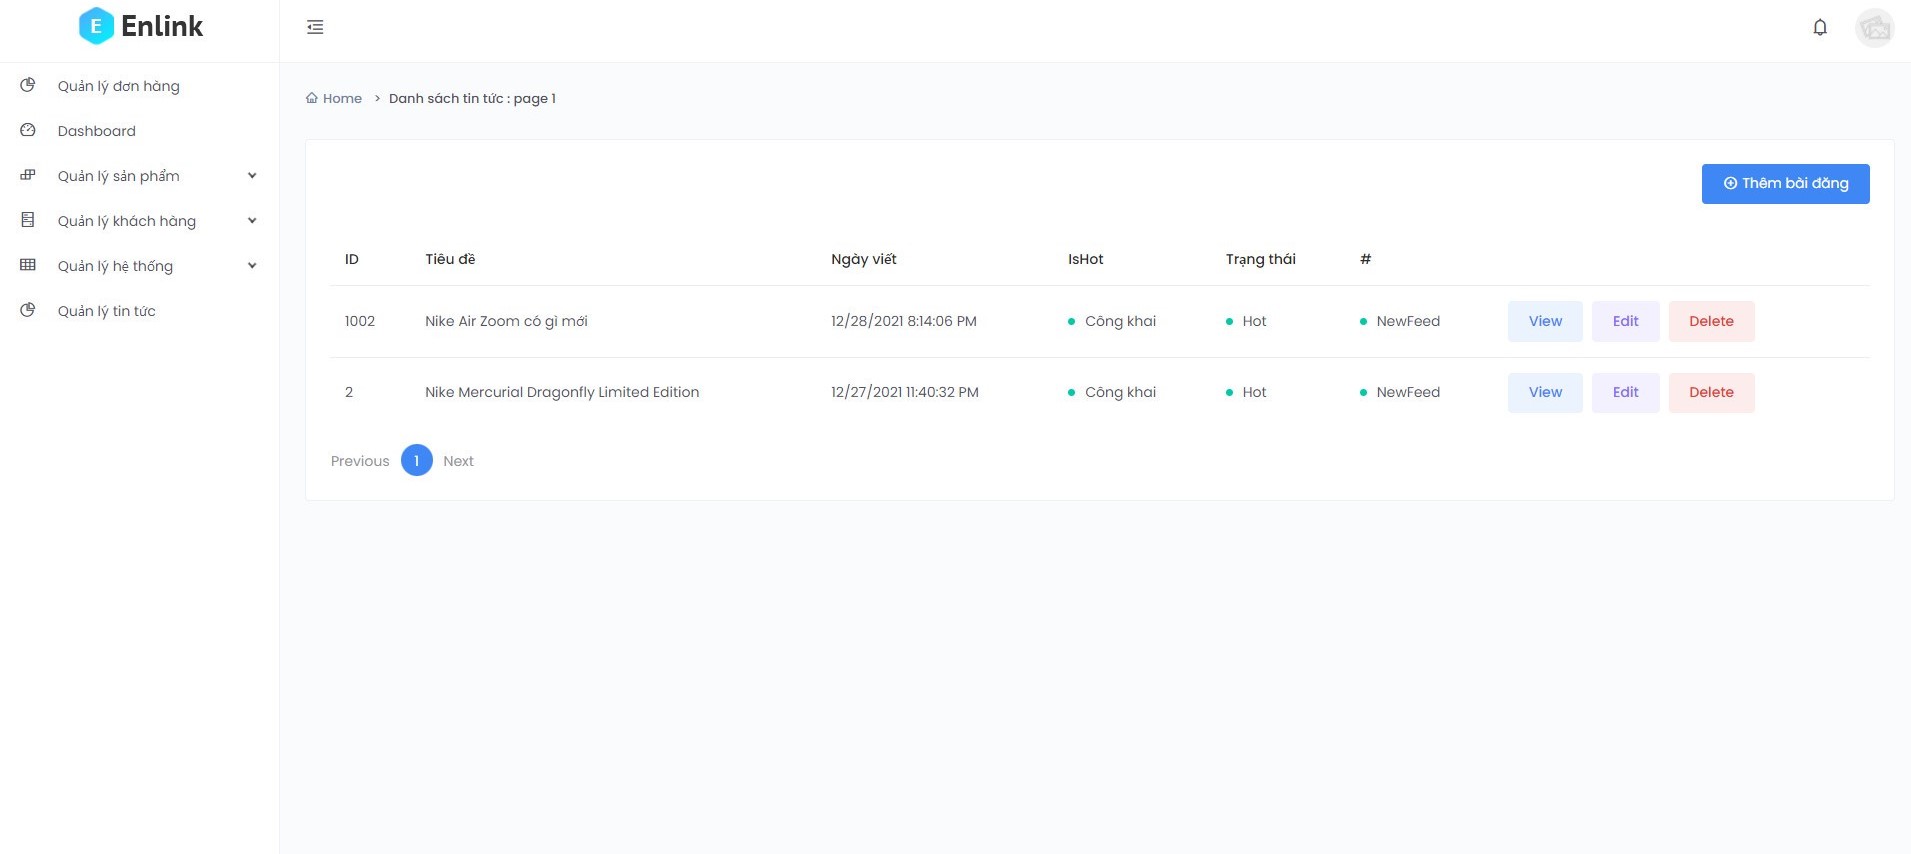 E Enlink
Quản lý đơn hàng
Dashboard
Quản lý sản phẩm
Quản lý khách hàng
Quản lý hệ thống
Quản lý tin tức
Home > Danh sách tin tức : page 1
Thêm bài đăng
ID Tiêu đề Ngày viết IsHot Trạng thái #
1002 Nike Air Zoom có gì mới 12/28/2021 8:14:06 PM Công khai Hot NewFeed View Edit Delete
2 Nike Mercurial Dragonfly Limited Edition 12/27/2021 11:40:32 PM Công khai Hot NewFeed View Edit Delete
Previous 1 Next